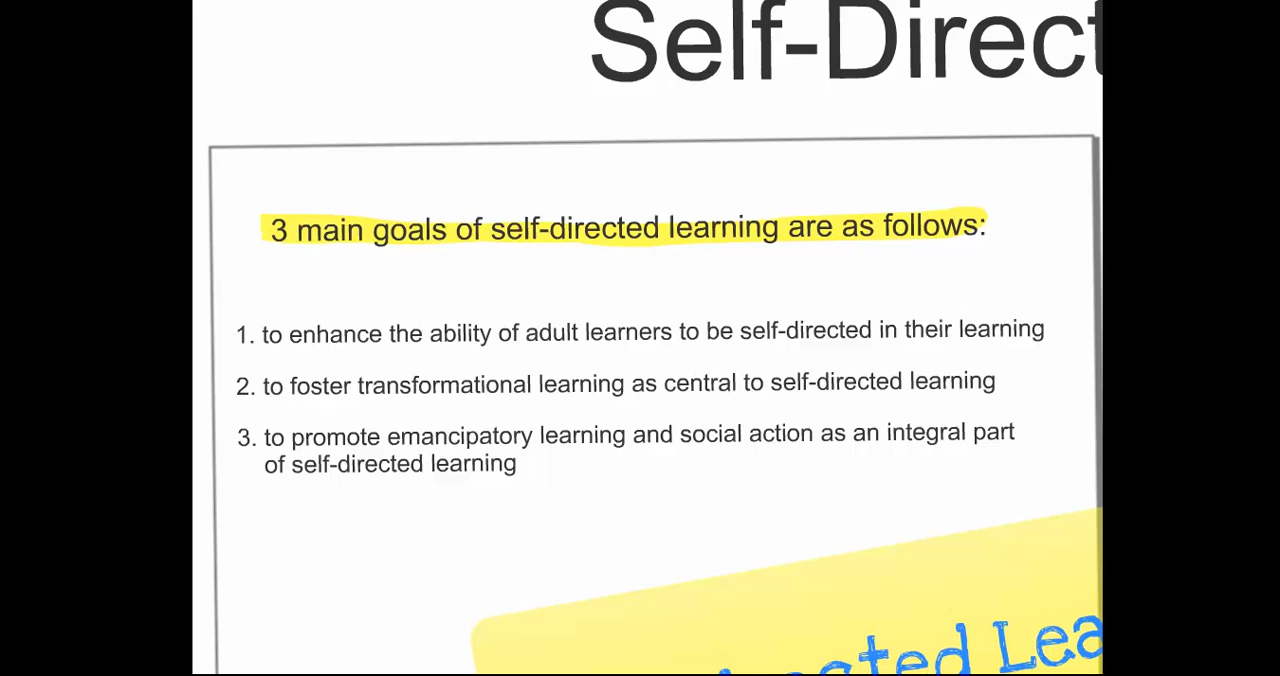 Self-Direct
3 main goals of self-directed learning are as follows:
1. to enhance the ability of adult learners to be self-directed in their learning
2. to foster transformational learning as central to self-directed learning
3. to promote emancipatory learning and social action as an integral part
of self-directed learning
ected Lea